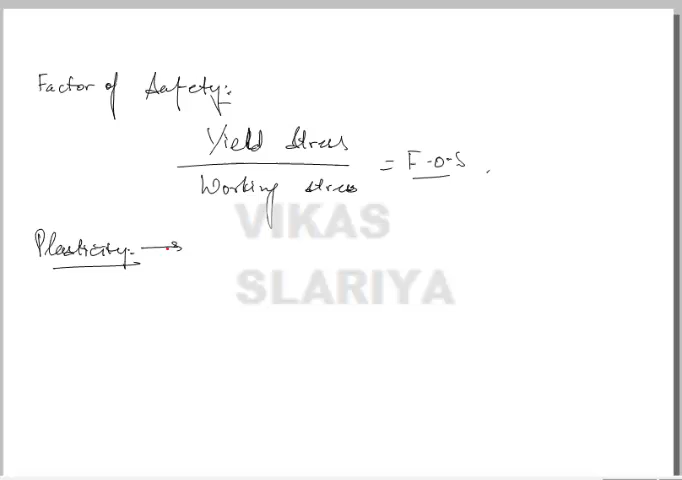 Factor of Safety:
Yield Stress
Working stress
= F.O.S.
VIKAS
Plasticity:- →
SLARIYA